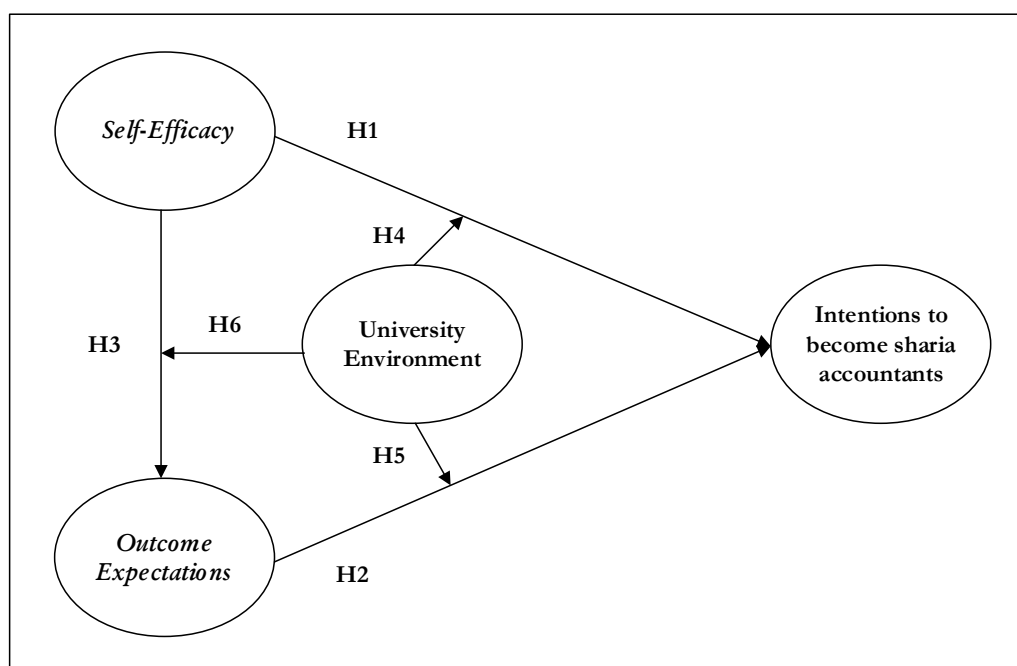 Self-Efficacy
H1
H4
H6
H3
University
Environment
Intentions to
become sharia
accountants
H5
Outcome
Expectations
H2